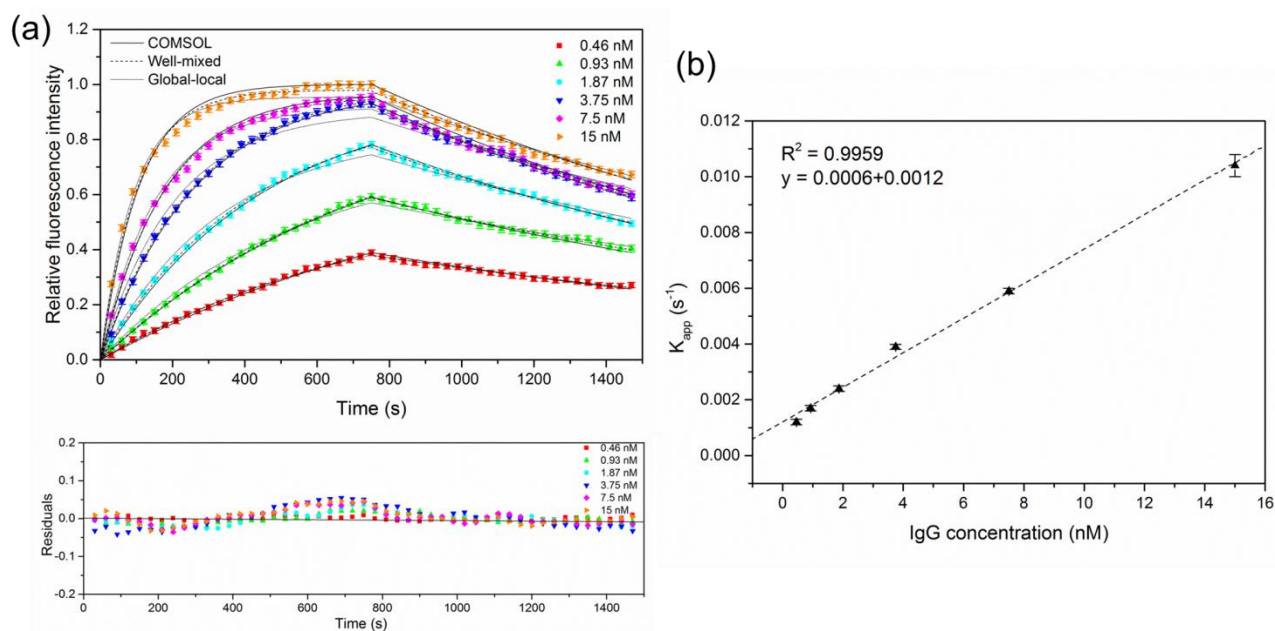 (a)
Relative fluorescence intensity
1.2
1.0
0.8
0.6
0.4
0.2
0.0
COMSOL
Well-mixed
Global-local
0.46 nM
0.93 nM
1.87 nM
3.75 nM
7.5 nM
15 nM
0 200 400 600 800 1000 1200 1400
Time (s)
Residuals
0.2
0.1
0.0
-0.1
-0.2
0.46 nM
0.93 nM
1.87 nM
3.75 nM
7.5 nM
15 nM
0 200 400 600 800 1000 1200 1400
Time (s)
(b)
K_app (s⁻¹)
0.012
0.010
0.008
0.006
0.004
0.002
0.000
R² = 0.9959
y = 0.0006+0.0012
0 2 4 6 8 10 12 14 16
IgG concentration (nM)